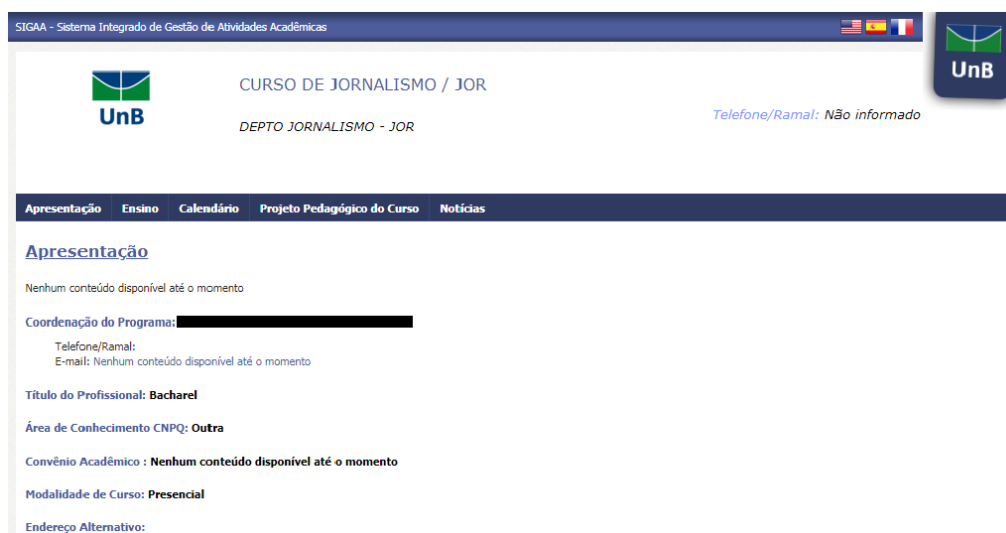 SIGAA - Sistema Integrado de Gestão de Atividades Acadêmicas
UnB
UnB
CURSO DE JORNALISMO / JOR
DEPTO JORNALISMO - JOR
Telefone/Ramal: Não informado
Apresentação Ensino Calendário Projeto Pedagógico do Curso Notícias
Apresentação
Nenhum conteúdo disponível até o momento
Coordenação do Programa:
Telefone/Ramal:
E-mail: Nenhum conteúdo disponível até o momento
Título do Profissional: Bacharel
Área de Conhecimento CNPQ: Outra
Convênio Acadêmico : Nenhum conteúdo disponível até o momento
Modalidade de Curso: Presencial
Endereço Alternativo: